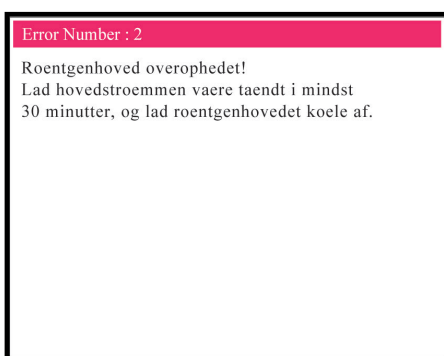 Error Number : 2
Roentgenhoved overophedet!
Lad hovedstroemmen vaere taendt i mindst
30 minutter, og lad roentgenhovedet koele af.